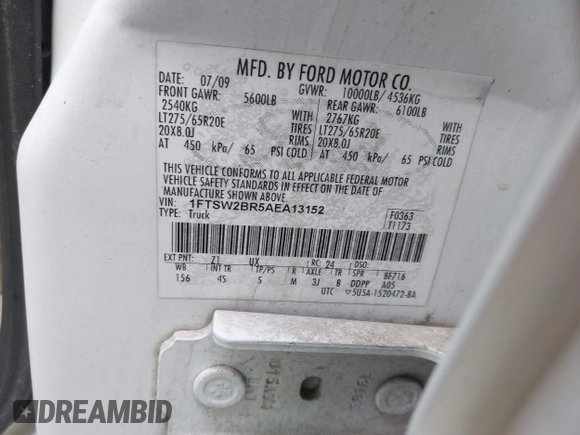 MFD. BY FORD MOTOR CO.
DATE: 07/09 GVWR: 10000LB/ 4536KG
FRONT GAWR: 5600LB REAR GAWR: 6100LB
2540KG WITH 2767KG WITH
LT275/65R20E TIRES LT275/65R20E TIRES
20X8.0J RIMS 20X8.0J RIMS
AT 450 kPa/ 65 PSI COLD AT 450 kPa/ 65 PSI COLD
THIS VEHICLE CONFORMS TO ALL APPLICABLE FEDERAL MOTOR
VEHICLE SAFETY STANDARDS IN EFFECT ON THE DATE OF
MANUFACTURE SHOWN ABOVE.
VIN: 1FTSW2BR5AEA13152 F0363
TYPE: Truck T1173
EXT PNT: Z1 UX RC: 24 DSO: BF716
WB INT TR TP/PS R AXLE TR SPR A05
156 4S S M 3J B DDPP
UTC 5U5A-1520472-BA
DREAMBID